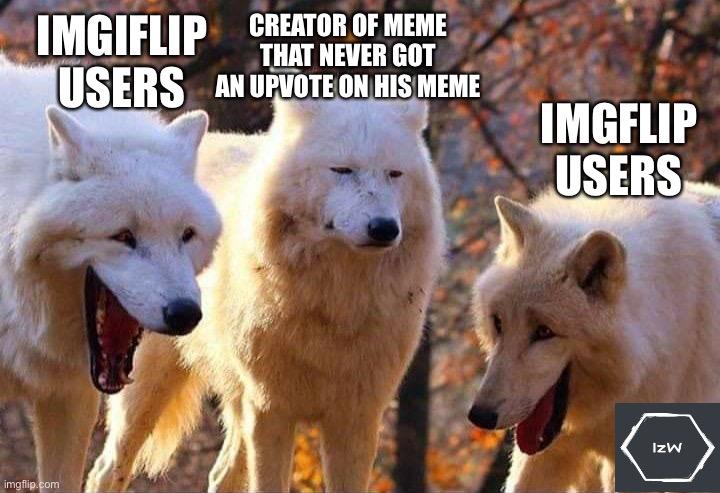 IMGIFLIP
USERS
CREATOR OF MEME
THAT NEVER GOT
AN UPVOTE ON HIS MEME
IMGFLIP
USERS
IzW
imgflip.com